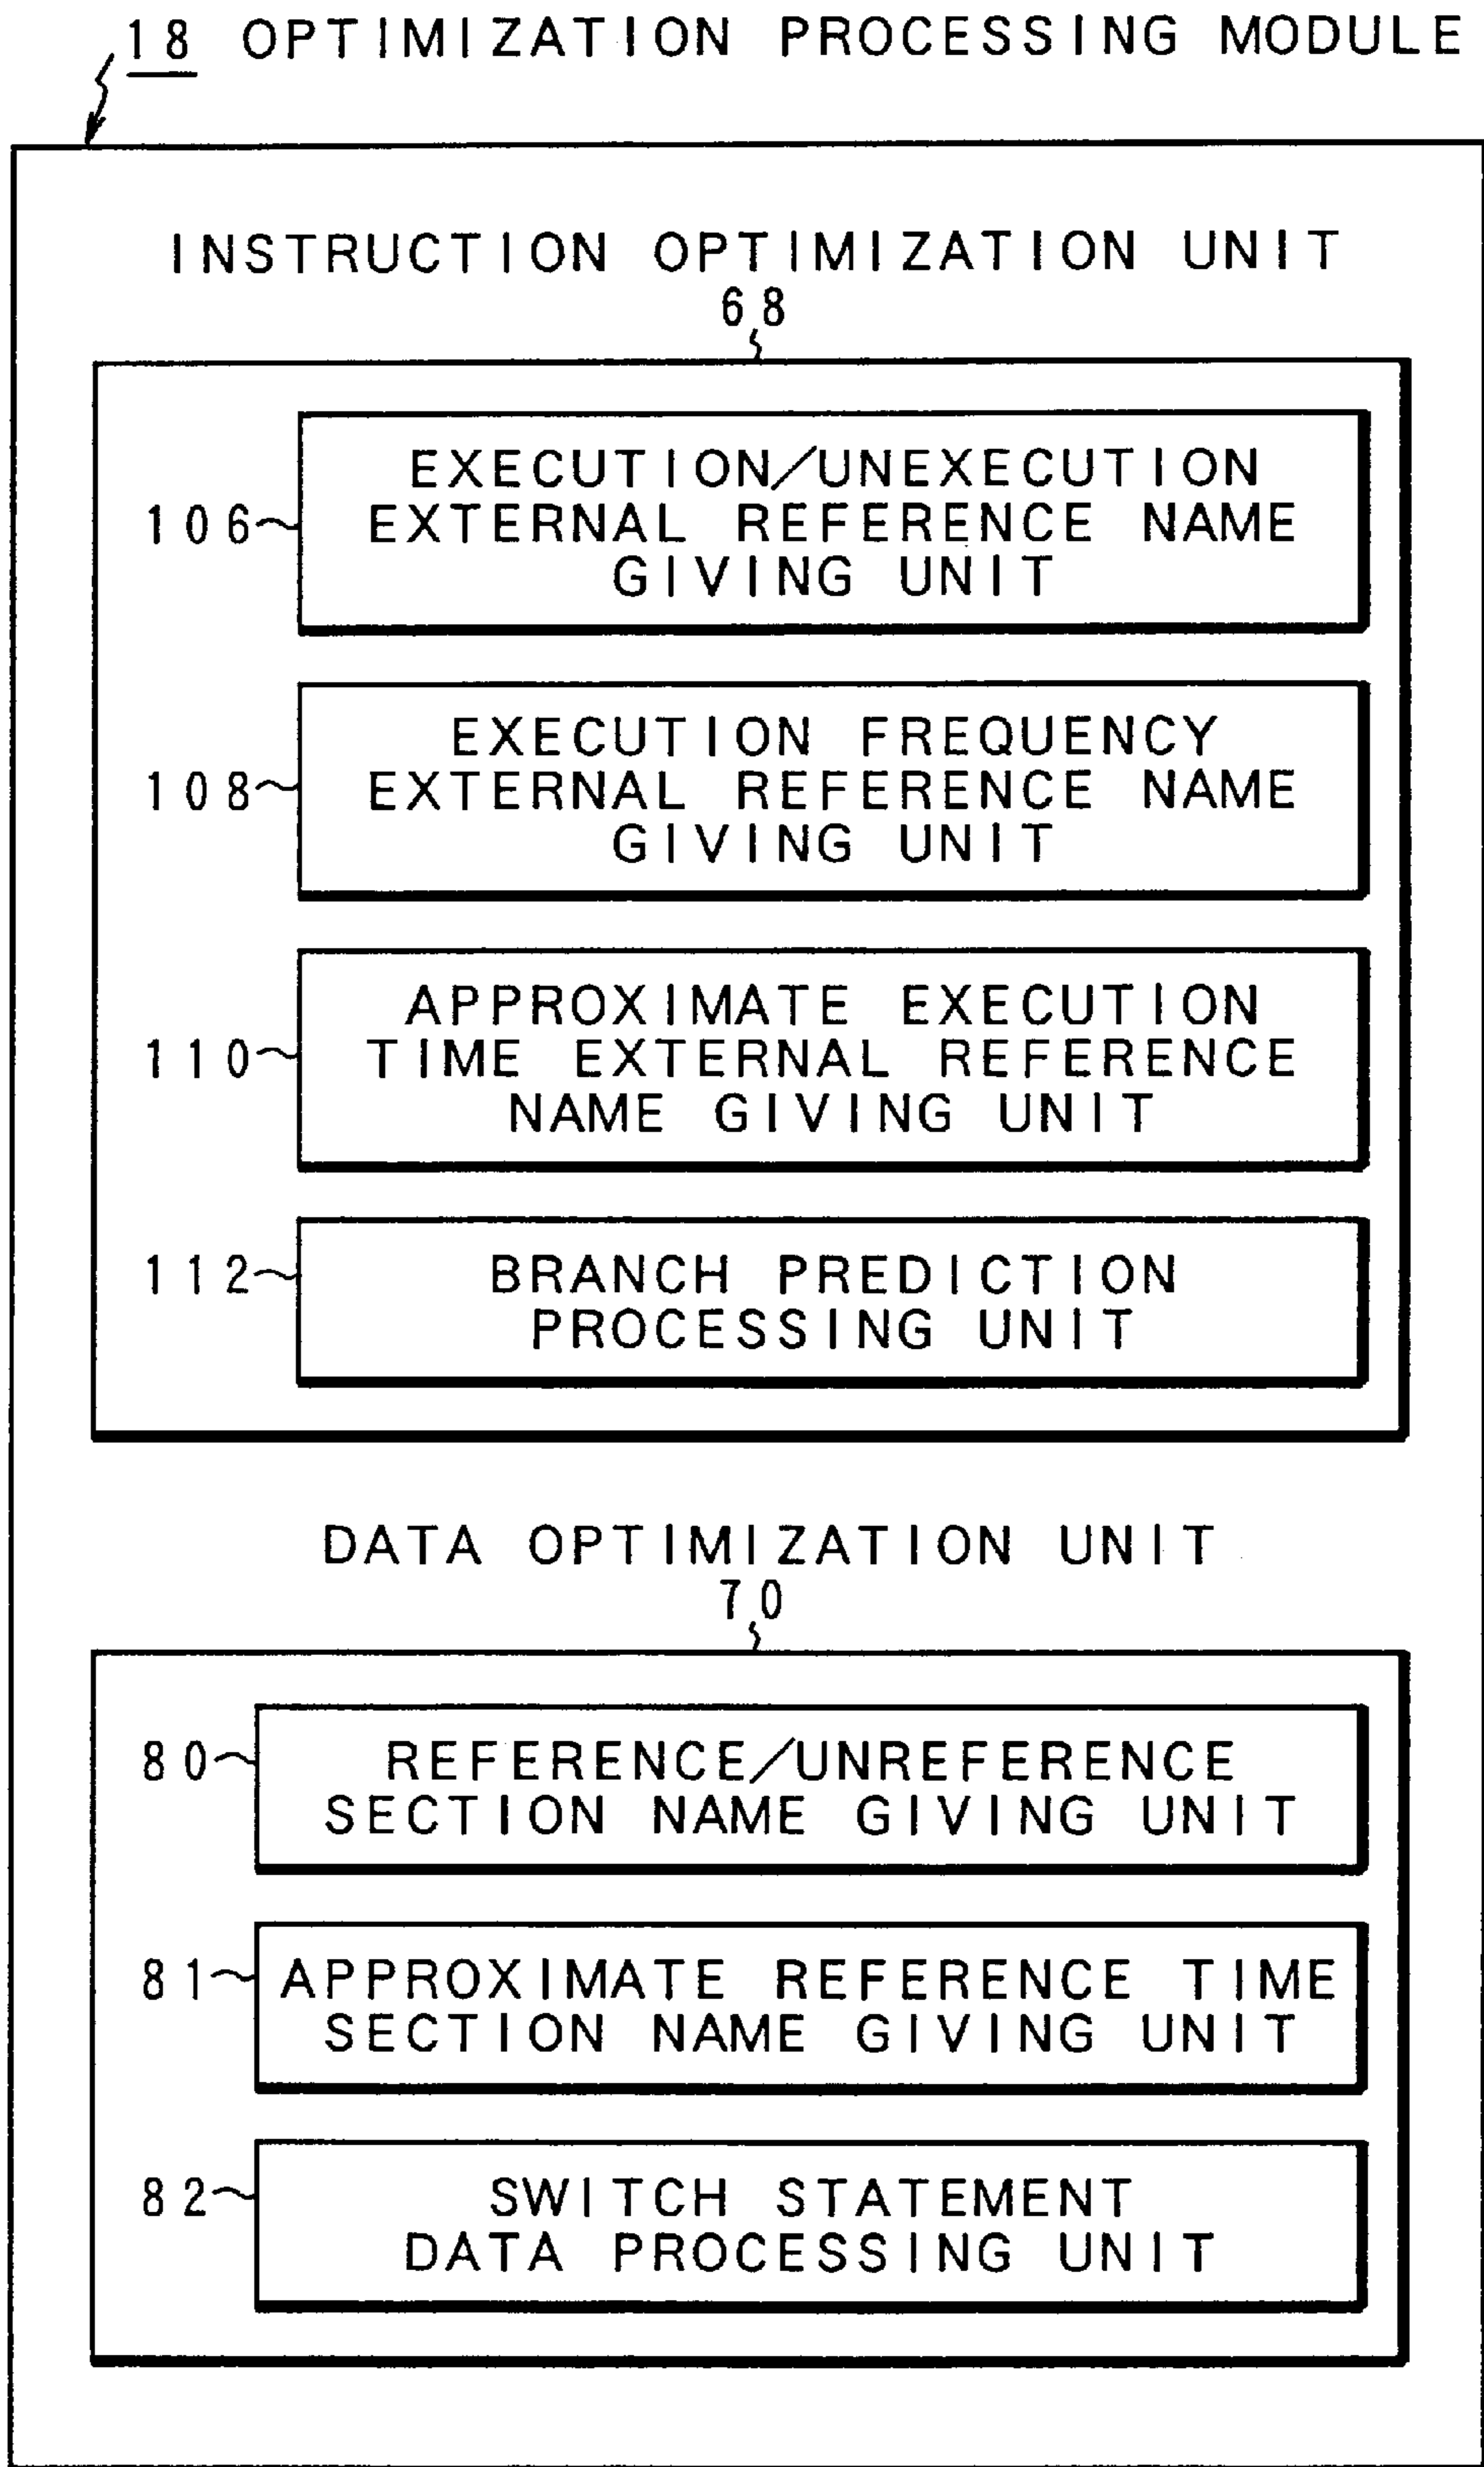 18 OPTIMIZATION PROCESSING MODULE
INSTRUCTION OPTIMIZATION UNIT
68
EXECUTION/UNEXECUTION
106 EXTERNAL REFERENCE NAME
GIVING UNIT
EXECUTION FREQUENCY
108 EXTERNAL REFERENCE NAME
GIVING UNIT
APPROXIMATE EXECUTION
110 TIME EXTERNAL REFERENCE
NAME GIVING UNIT
112 BRANCH PREDICTION
PROCESSING UNIT
DATA OPTIMIZATION UNIT
70
80 REFERENCE/UNREFERENCE
SECTION NAME GIVING UNIT
81 APPROXIMATE REFERENCE TIME
SECTION NAME GIVING UNIT
82 SWITCH STATEMENT
DATA PROCESSING UNIT